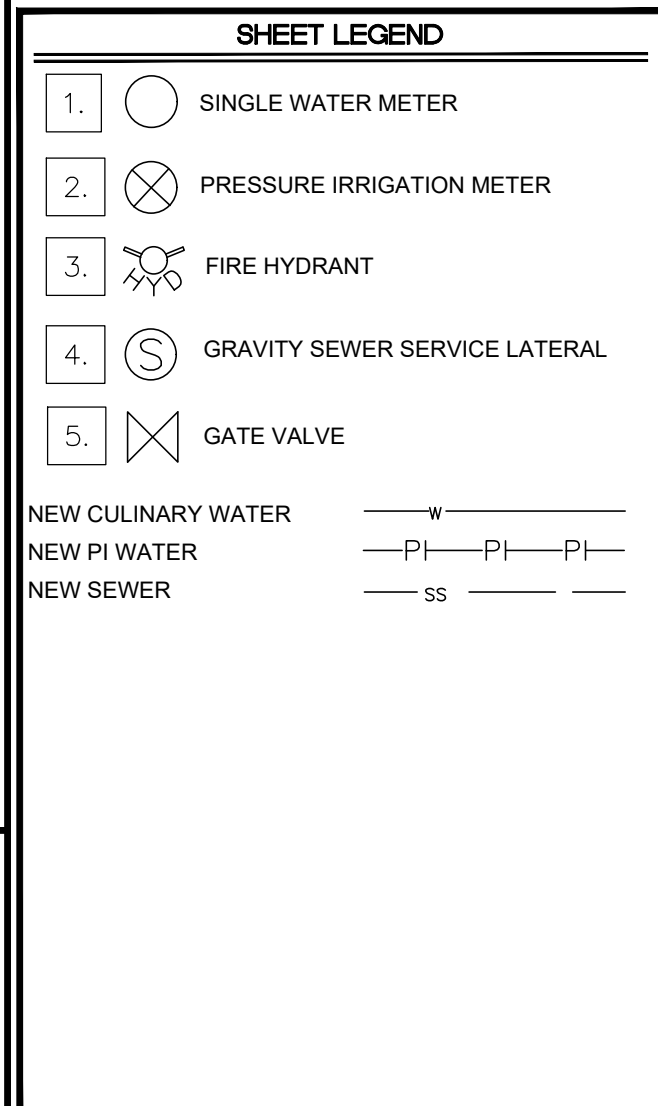 SHEET LEGEND
1. SINGLE WATER METER
2. PRESSURE IRRIGATION METER
3. HYD FIRE HYDRANT
4. S GRAVITY SEWER SERVICE LATERAL
5. GATE VALVE
NEW CULINARY WATER W
NEW PI WATER PI PI PI
NEW SEWER SS